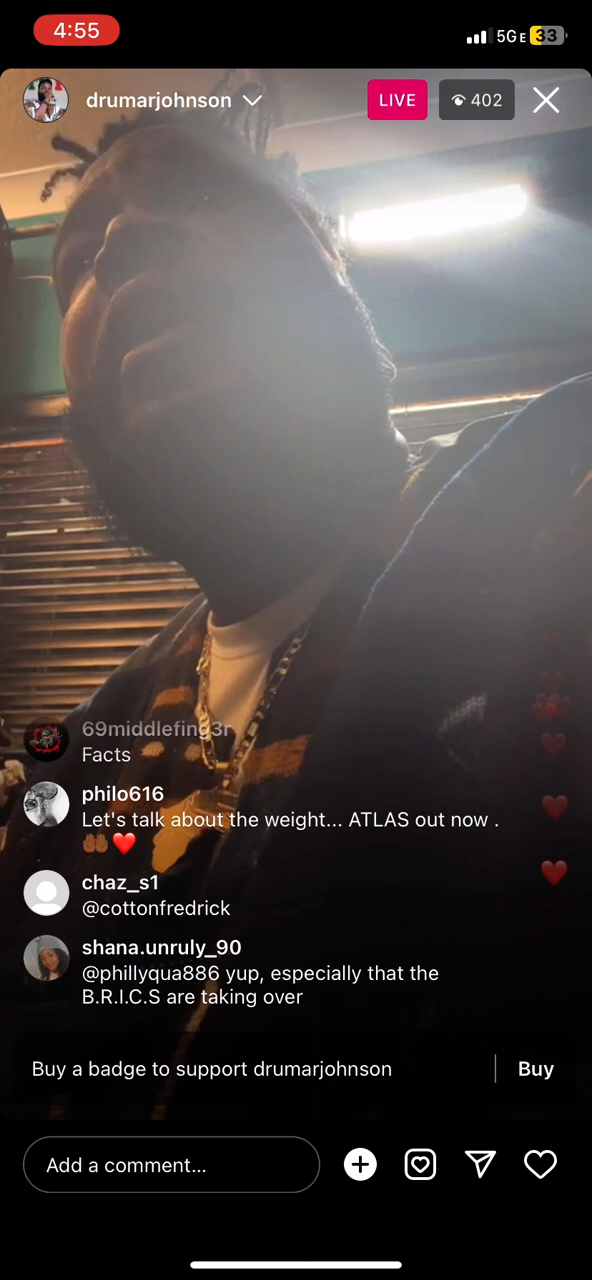 4:55
5GE 33
drumarjohnson
LIVE
402
69middlefing3r
Facts
philo616
Let's talk about the weight... ATLAS out now .
🤲🏾❤️
chaz_s1
@cottonfredrick
shana.unruly_90
@phillyqua886 yup, especially that the
B.R.I.C.S are taking over
Buy a badge to support drumarjohnson
Buy
Add a comment...